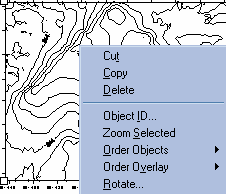 Cut
Copy
Delete
Object ID...
Zoom Selected
Order Objects
Order Overlay
Rotate...